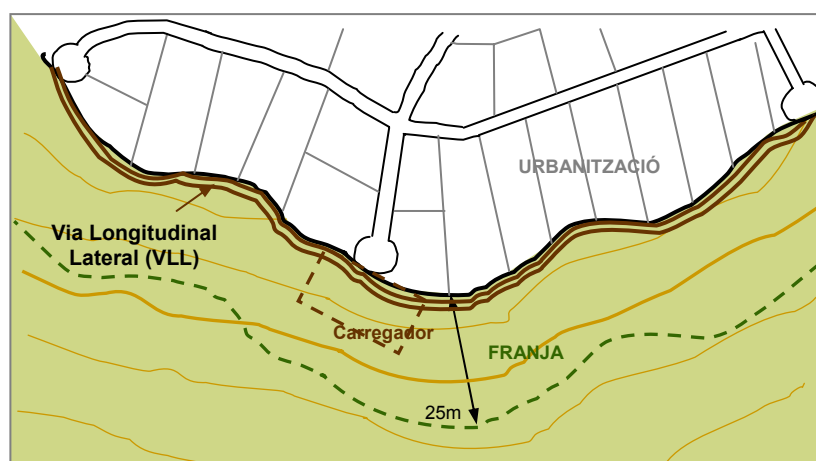 URBANITZACIÓ
Via Longitudinal
Lateral (VLL)
Carregador
FRANJA
25m